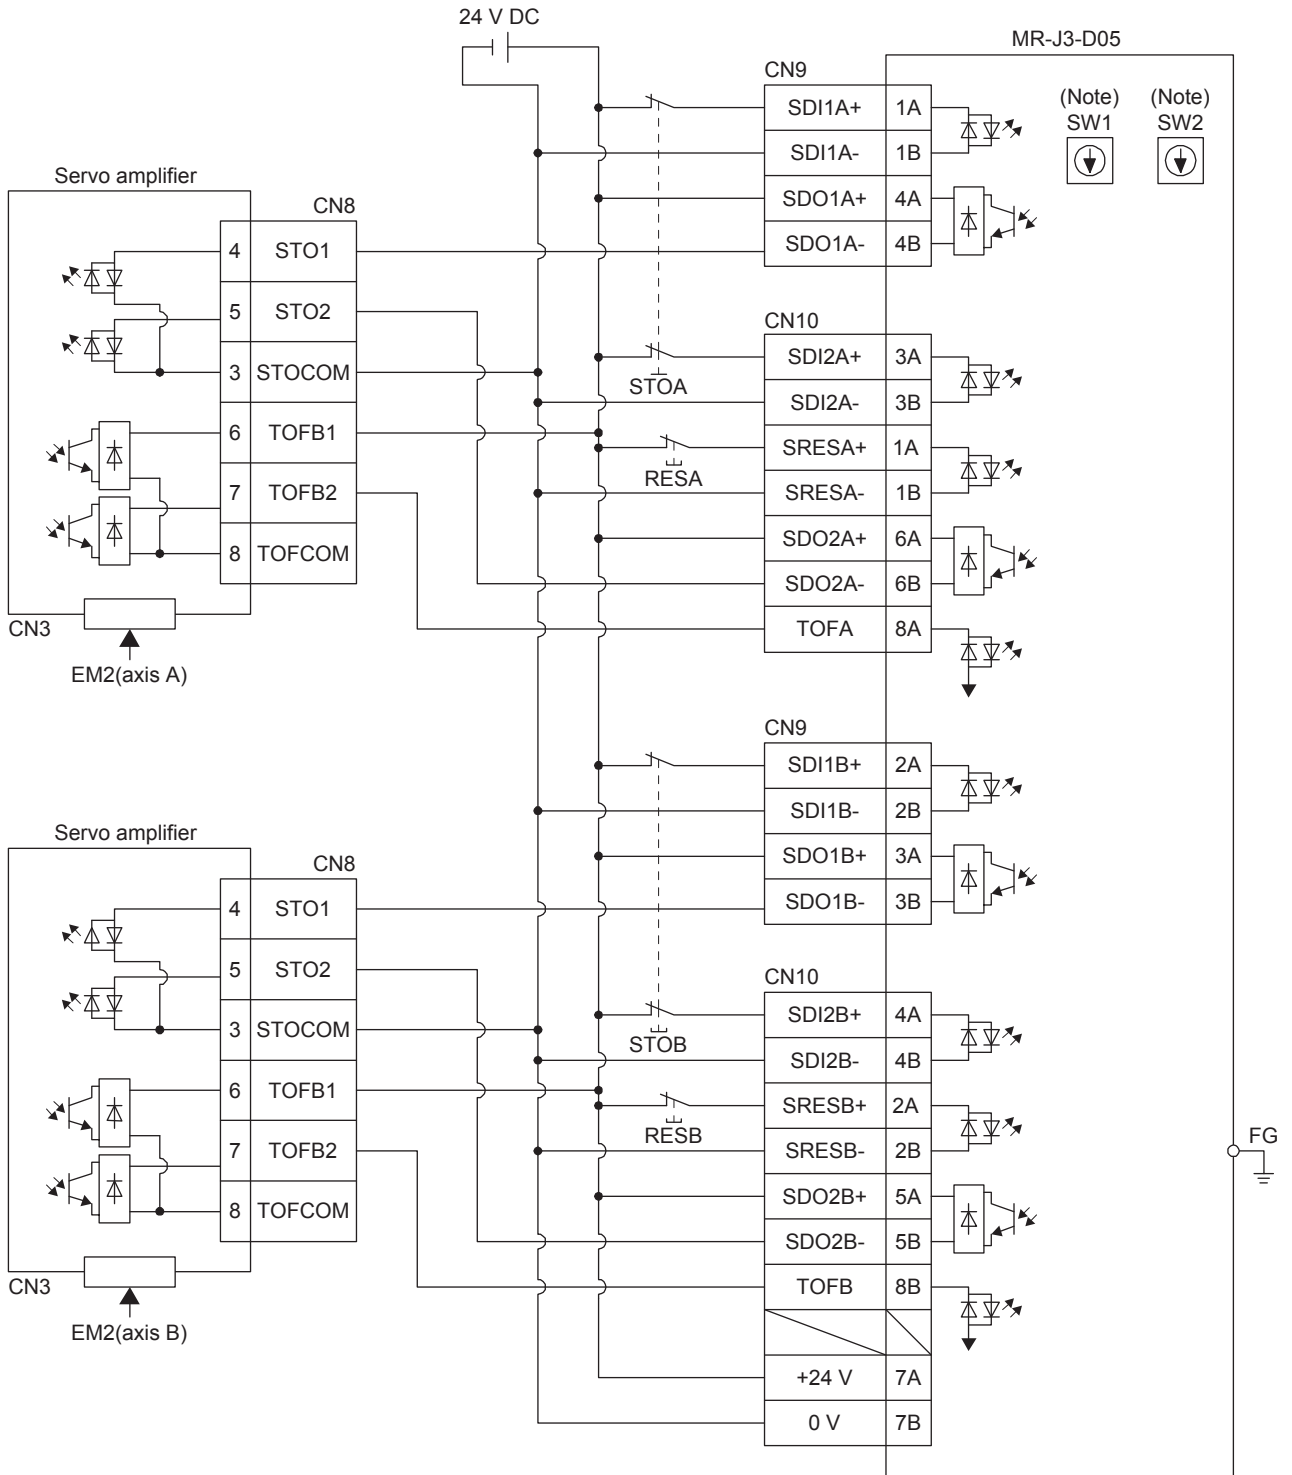 24 V DC
MR-J3-D05
CN9
SDI1A+ 1A
SDI1A- 1B
SDO1A+ 4A
SDO1A- 4B
(Note)
SW1
(Note)
SW2
Servo amplifier
CN8
4 STO1
5 STO2
3 STOCOM
6 TOFB1
7 TOFB2
8 TOFCOM
CN3
EM2(axis A)
STOA
RESA
CN10
SDI2A+ 3A
SDI2A- 3B
SRESA+ 1A
SRESA- 1B
SDO2A+ 6A
SDO2A- 6B
TOFA 8A
CN9
SDI1B+ 2A
SDI1B- 2B
SDO1B+ 3A
SDO1B- 3B
Servo amplifier
CN8
4 STO1
5 STO2
3 STOCOM
6 TOFB1
7 TOFB2
8 TOFCOM
CN3
EM2(axis B)
STOB
RESB
CN10
SDI2B+ 4A
SDI2B- 4B
SRESB+ 2A
SRESB- 2B
SDO2B+ 5A
SDO2B- 5B
TOFB 8B
+24 V 7A
0 V 7B
FG